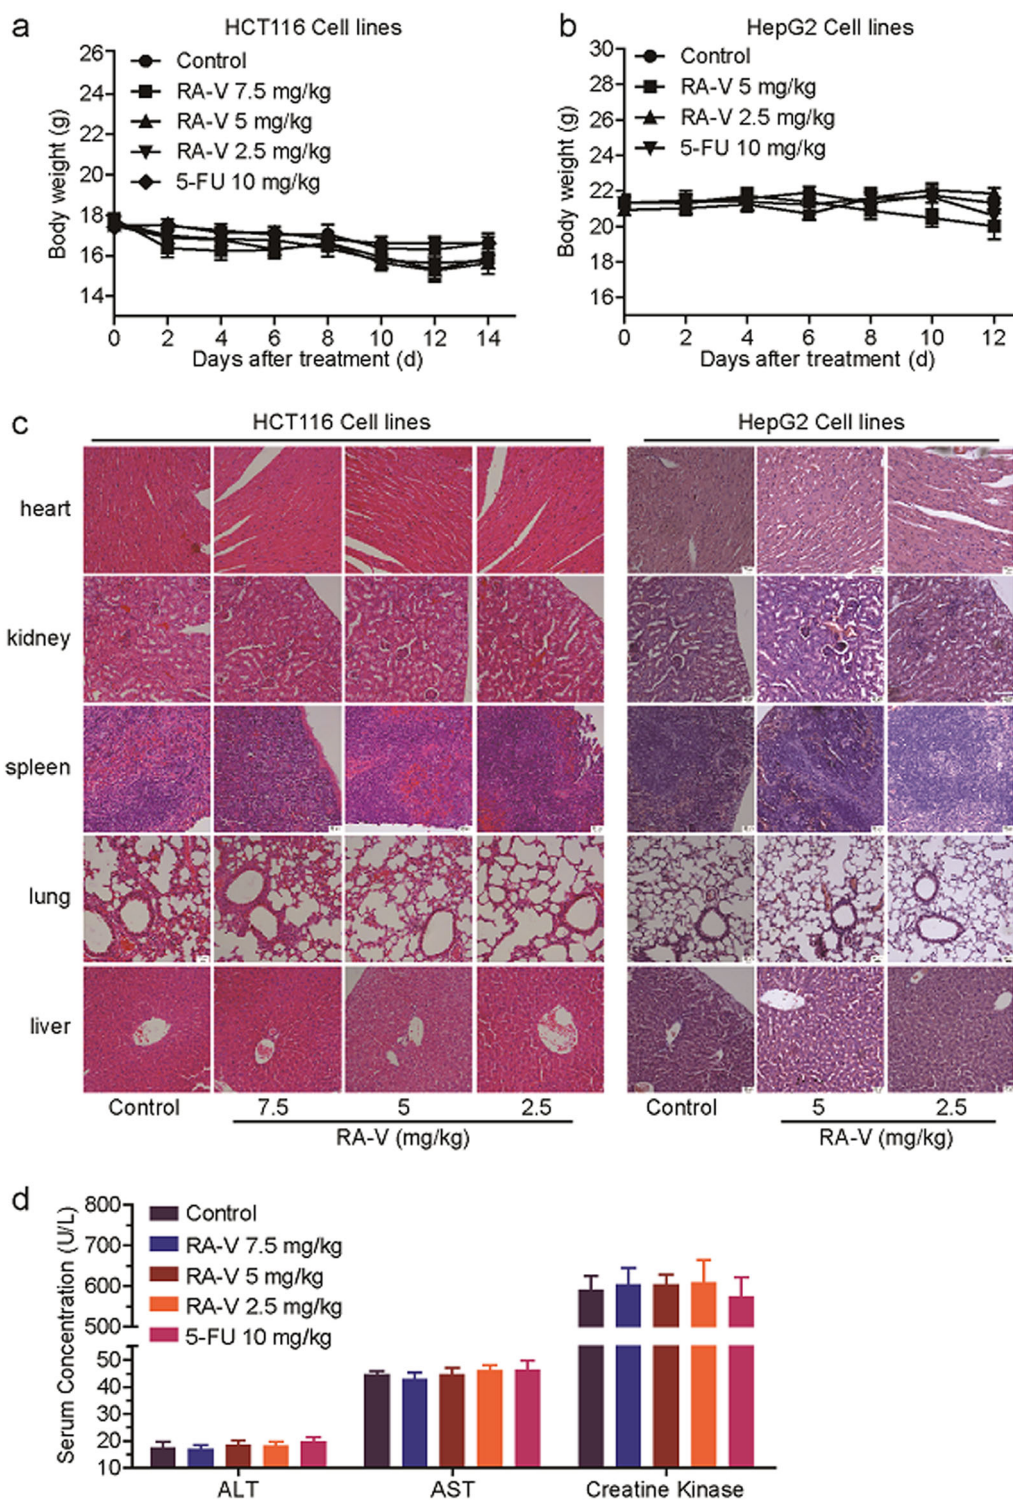 a
HCT116 Cell lines
26
24
22
20
18
16
14
Body weight (g)
Control
RA-V 7.5 mg/kg
RA-V 5 mg/kg
RA-V 2.5 mg/kg
5-FU 10 mg/kg
0 2 4 6 8 10 12 14
Days after treatment (d)
b
HepG2 Cell lines
30
28
26
24
22
20
18
16
Body weight (g)
Control
RA-V 5 mg/kg
RA-V 2.5 mg/kg
5-FU 10 mg/kg
0 2 4 6 8 10 12
Days after treatment (d)
c
HCT116 Cell lines
HepG2 Cell lines
heart
kidney
spleen
lung
liver
Control 7.5 5 2.5
RA-V (mg/kg)
Control 5 2.5
RA-V (mg/kg)
d
800
700
600
500
50
40
30
20
10
Serum Concentration (U/L)
Control
RA-V 7.5 mg/kg
RA-V 5 mg/kg
RA-V 2.5 mg/kg
5-FU 10 mg/kg
ALT AST Creatine Kinase